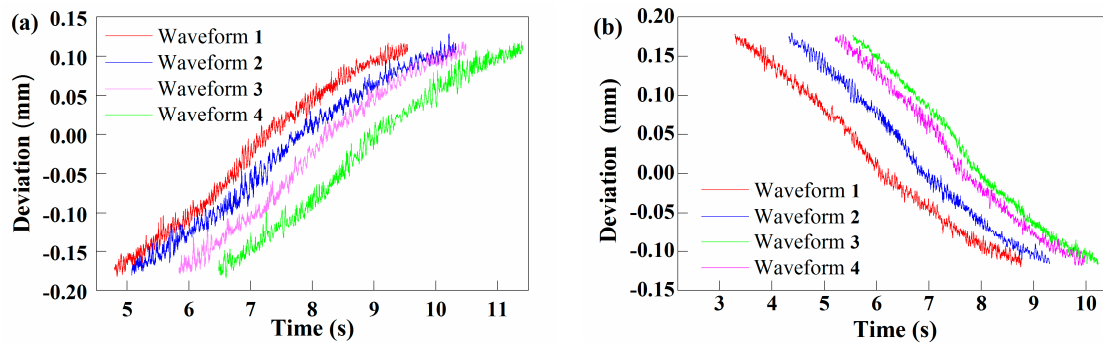 (a)
0.15
0.10
0.05
0.00
-0.05
-0.10
-0.15
-0.20
Deviation (mm)
Waveform 1
Waveform 2
Waveform 3
Waveform 4
5 6 7 8 9 10 11
Time (s)
(b)
0.20
0.15
0.10
0.05
0.00
-0.05
-0.10
-0.15
Deviation (mm)
Waveform 1
Waveform 2
Waveform 3
Waveform 4
3 4 5 6 7 8 9 10
Time (s)